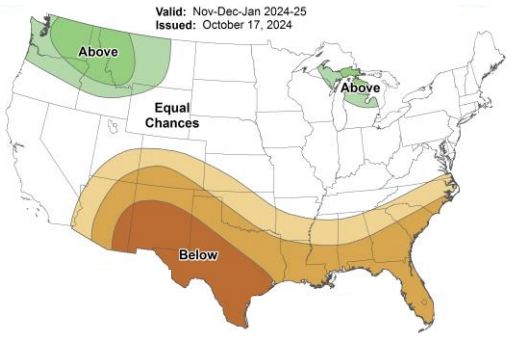 Valid: Nov-Dec-Jan 2024-25
Issued: October 17, 2024
Above
Above
Equal
Chances
Below